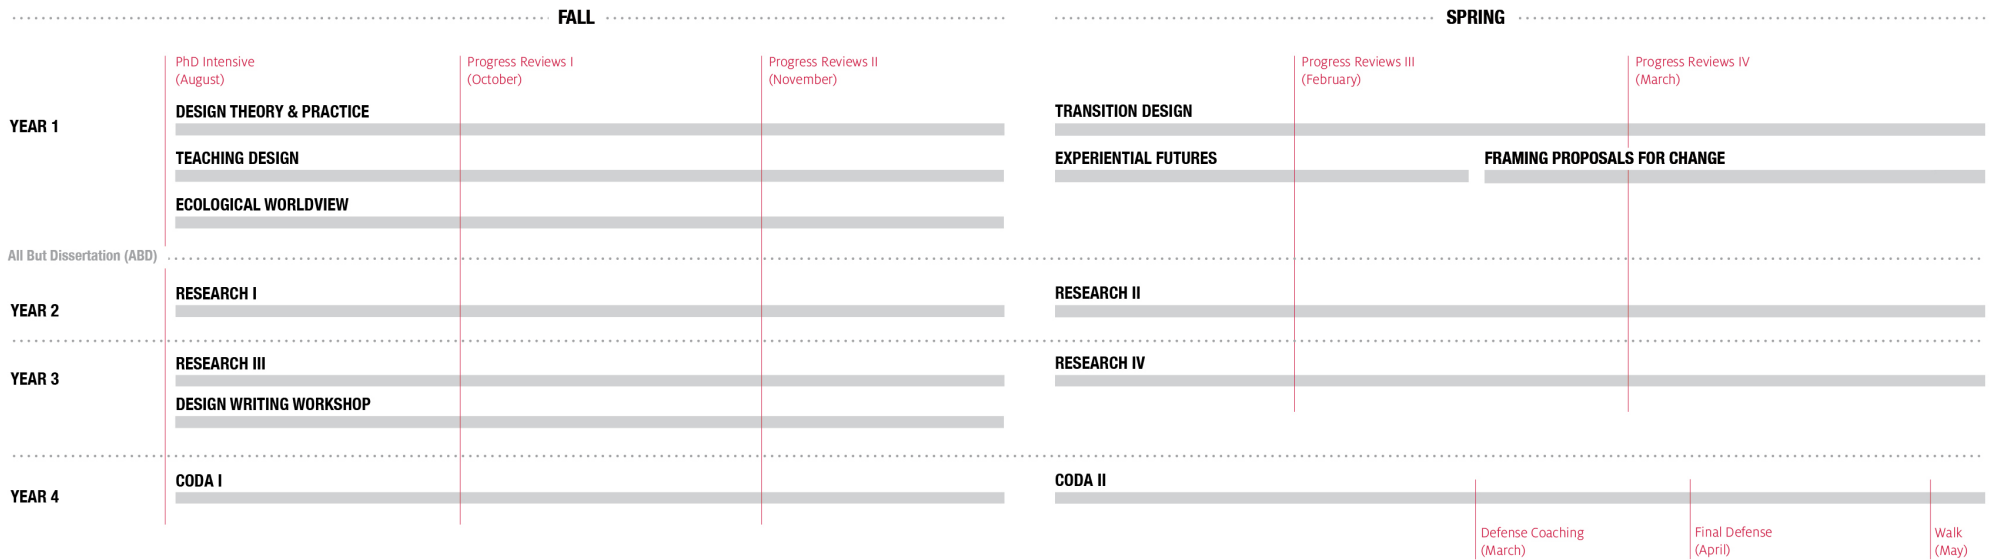 FALL
SPRING
PhD Intensive
(August)
Progress Reviews I
(October)
Progress Reviews II
(November)
Progress Reviews III
(February)
Progress Reviews IV
(March)
YEAR 1
DESIGN THEORY & PRACTICE
TRANSITION DESIGN
TEACHING DESIGN
EXPERIENTIAL FUTURES
FRAMING PROPOSALS FOR CHANGE
ECOLOGICAL WORLDVIEW
All But Dissertation (ABD)
YEAR 2
RESEARCH I
RESEARCH II
YEAR 3
RESEARCH III
RESEARCH IV
DESIGN WRITING WORKSHOP
YEAR 4
CODA I
CODA II
Defense Coaching
(March)
Final Defense
(April)
Walk
(May)